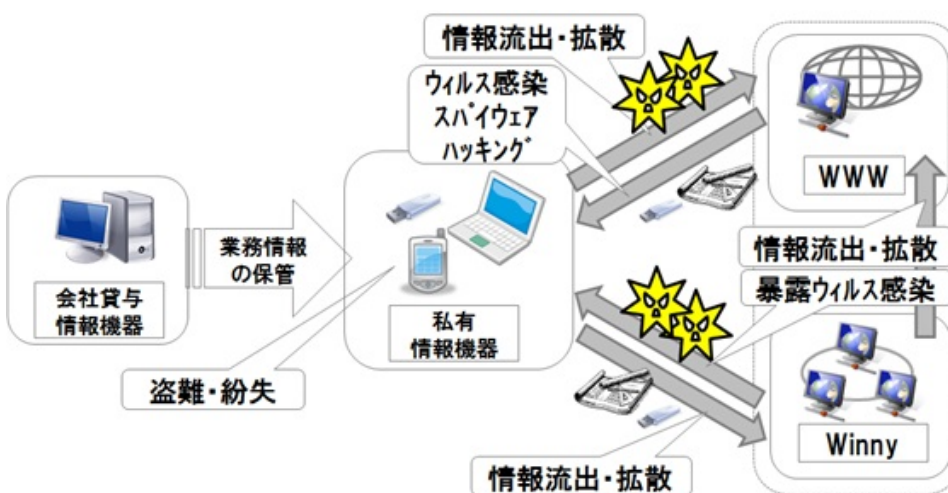 情報流出・拡散
ウィルス感染
スパイウェア
ハッキング
WWW
業務情報
の保管
会社貸与
情報機器
私有
情報機器
情報流出・拡散
暴露ウィルス感染
盗難・紛失
Winny
情報流出・拡散